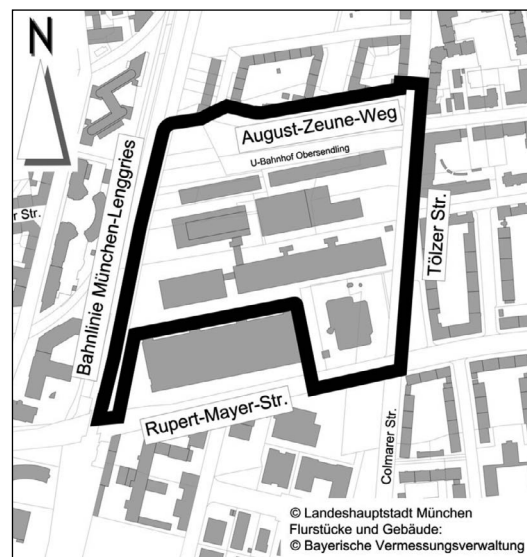 N
August-Zeune-Weg
U-Bahnhof Obersendling
r Str.
Bahnlinie München-Lenggries
Tölzer Str.
Rupert-Mayer-Str.
Colmarer Str.
© Landeshauptstadt München
Flurstücke und Gebäude:
© Bayerische Vermessungsverwaltung